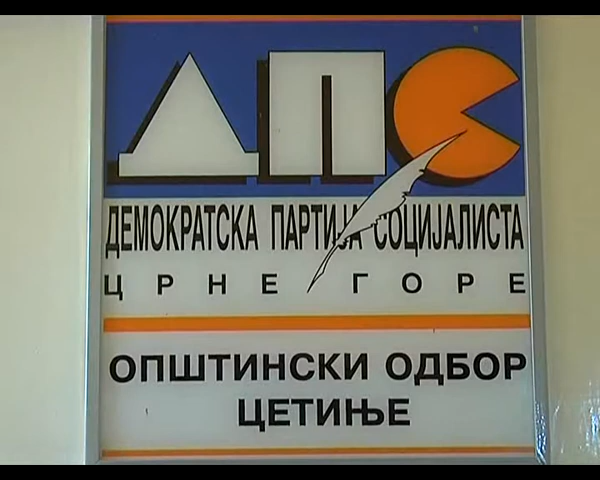 ДПС
ДЕМОКРАТСКА ПАРТИЈА СОЦИЈАЛИСТА
ЦРНЕ ГОРЕ
ОПШТИНСКИ ОДБОР
ЦЕТИЊЕ